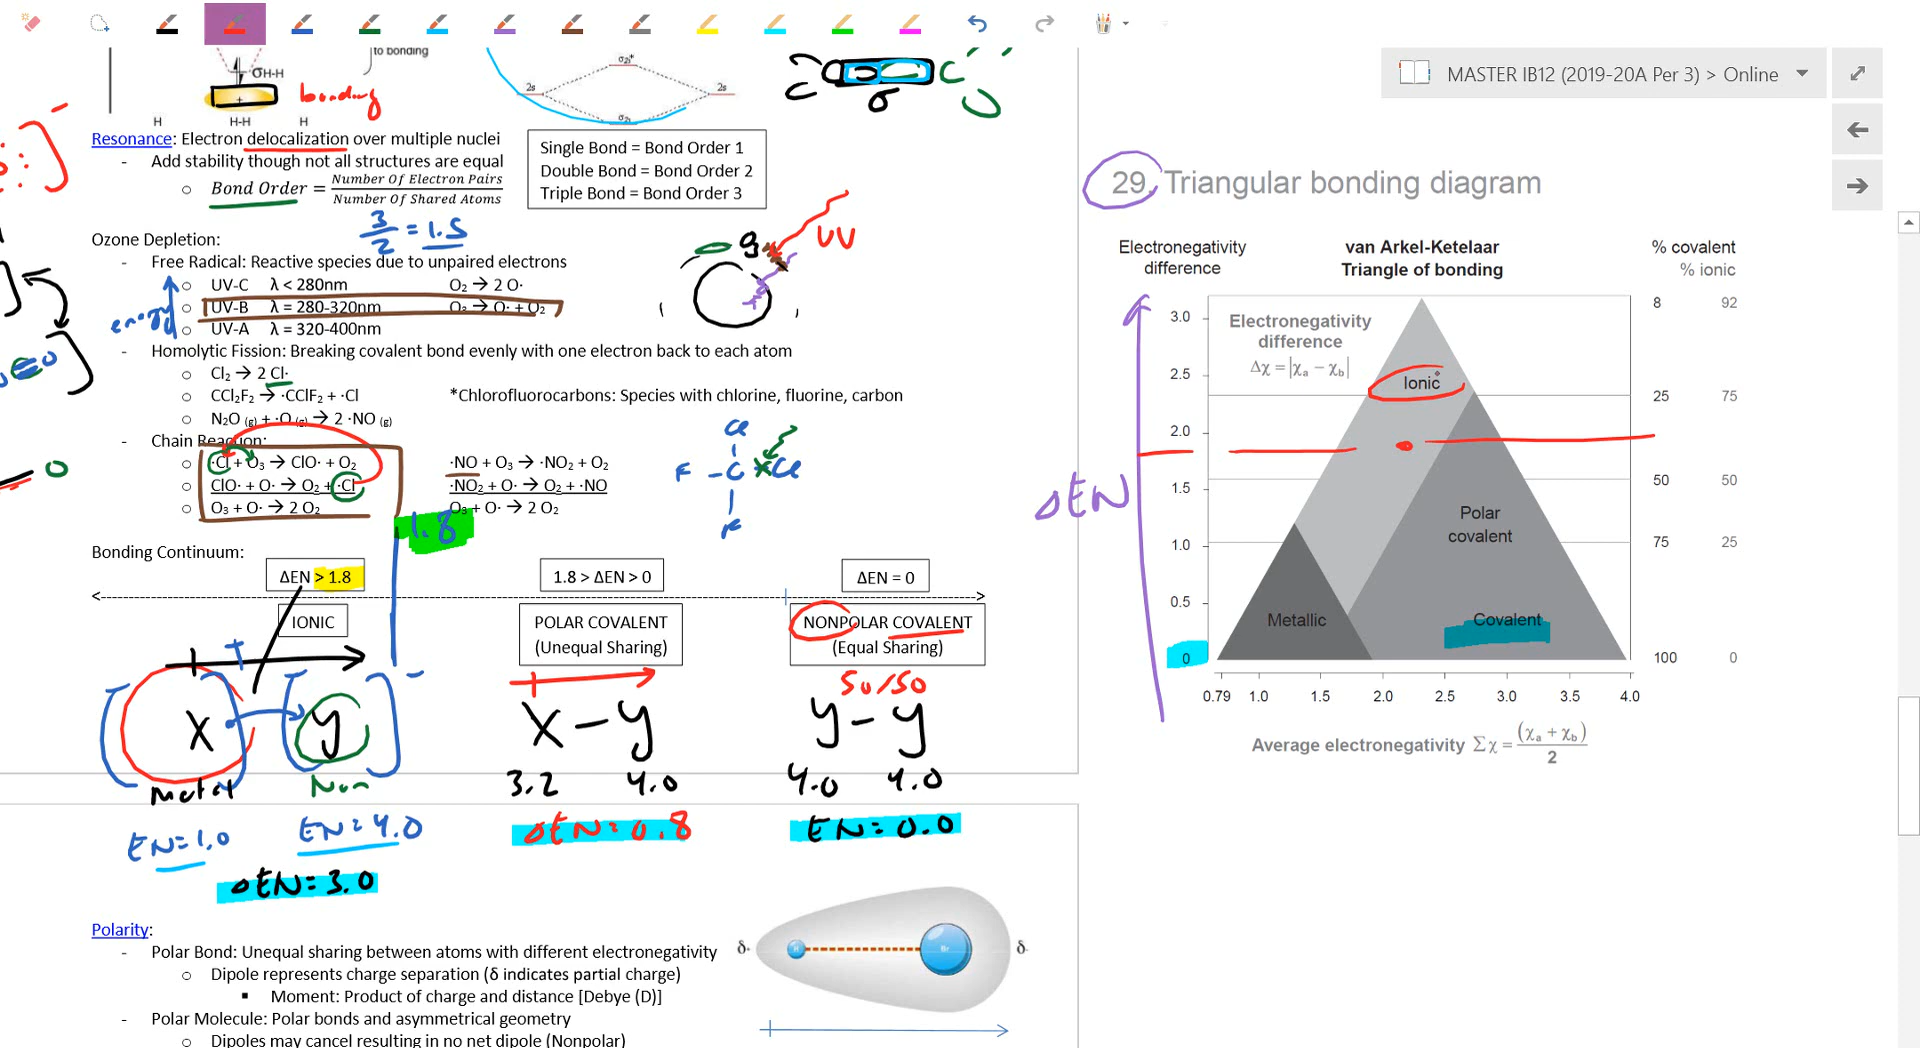 to bonding
σH-H
bonding
H H-H H
σ2s*
2s 2s
σ
Resonance: Electron delocalization over multiple nuclei
- Add stability though not all structures are equal
○ Bond Order = Number Of Electron Pairs / Number Of Shared Atoms
3/2 = 1.5
Single Bond = Bond Order 1
Double Bond = Bond Order 2
Triple Bond = Bond Order 3
Ozone Depletion:
- Free Radical: Reactive species due to unpaired electrons
○ UV-C λ < 280nm O₂ → 2 O·
○ UV-B λ = 280-320nm O₃ → O· + O₂
○ UV-A λ = 320-400nm
energy
UV
- Homolytic Fission: Breaking covalent bond evenly with one electron back to each atom
○ Cl₂ → 2 Cl·
○ CCl₂F₂ → ·CClF₂ + ·Cl
*Chlorofluorocarbons: Species with chlorine, fluorine, carbon
○ N₂O (g) + ·O (g) → 2 ·NO (g)
- Chain Reaction:
○ ·Cl + O₃ → ClO· + O₂
○ ClO· + O· → O₂ + ·Cl
○ O₃ + O· → 2 O₂
·NO + O₃ → ·NO₂ + O₂
·NO₂ + O· → O₂ + ·NO
O₃ + O· → 2 O₂
Cl
F - C Cl
F
1.8
Bonding Continuum:
ΔEN > 1.8
1.8 > ΔEN > 0
ΔEN = 0
IONIC
POLAR COVALENT
(Unequal Sharing)
NONPOLAR COVALENT
(Equal Sharing)
50/50
X y
X - y
y - y
Metal Non
3.2 4.0
4.0 4.0
EN=1.0 EN=4.0
ΔEN=0.8
EN=0.0
ΔEN=3.0
Polarity:
- Polar Bond: Unequal sharing between atoms with different electronegativity
○ Dipole represents charge separation (δ indicates partial charge)
▪ Moment: Product of charge and distance [Debye (D)]
- Polar Molecule: Polar bonds and asymmetrical geometry
○ Dipoles may cancel resulting in no net dipole (Nonpolar)
δ- H Br δ-
MASTER IB12 (2019-20A Per 3) > Online
29. Triangular bonding diagram
Electronegativity
difference
van Arkel-Ketelaar
Triangle of bonding
% covalent
% ionic
Electronegativity
difference
Δχ = |χa − χb|
3.0
2.5
2.0
1.5
1.0
0.5
0
ΔEN
Ionic
Polar
covalent
Metallic
Covalent
8 92
25 75
50 50
75 25
100 0
0.79 1.0 1.5 2.0 2.5 3.0 3.5 4.0
Average electronegativity Σχ = (χa + χb) / 2